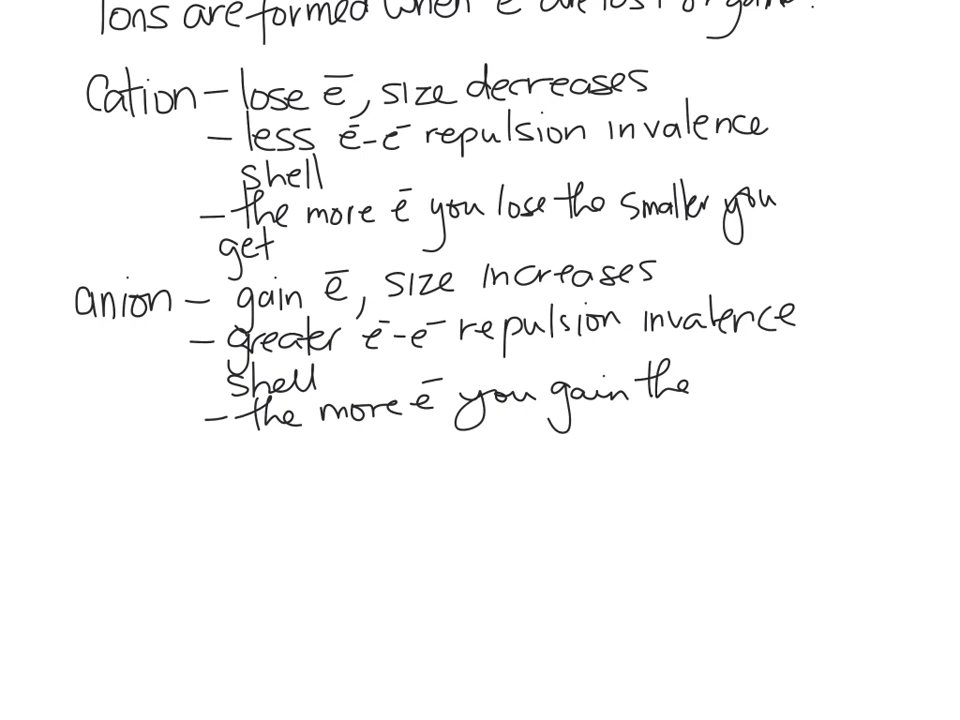 Ions are formed when e⁻ are lost or gained.
Cation – lose e⁻, size decreases
– less e⁻-e⁻ repulsion in valence
shell
– the more e⁻ you lose the smaller you
get
anion – gain e⁻, size increases
– greater e⁻-e⁻ repulsion in valence
shell
– the more e⁻ you gain the